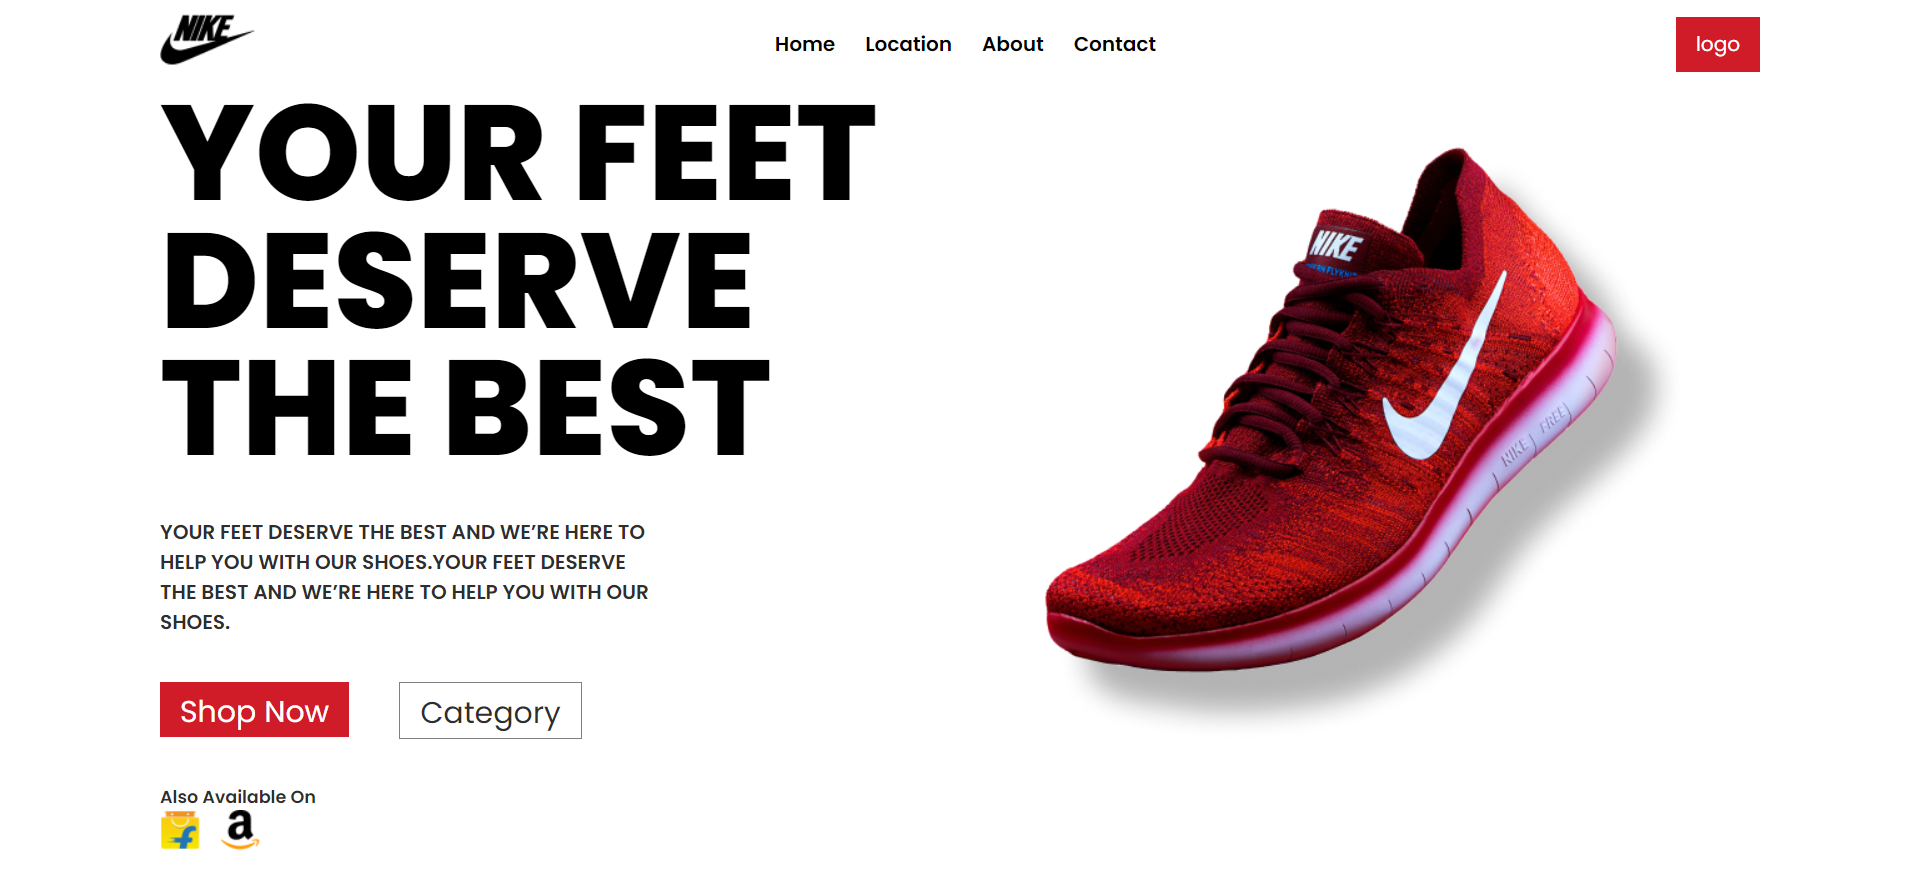 NIKE
Home Location About Contact
logo
YOUR FEET
DESERVE
THE BEST
YOUR FEET DESERVE THE BEST AND WE’RE HERE TO
HELP YOU WITH OUR SHOES.YOUR FEET DESERVE
THE BEST AND WE’RE HERE TO HELP YOU WITH OUR
SHOES.
Shop Now Category
Also Available On
f a
NIKE
FLYKNIT
NIKE FREE